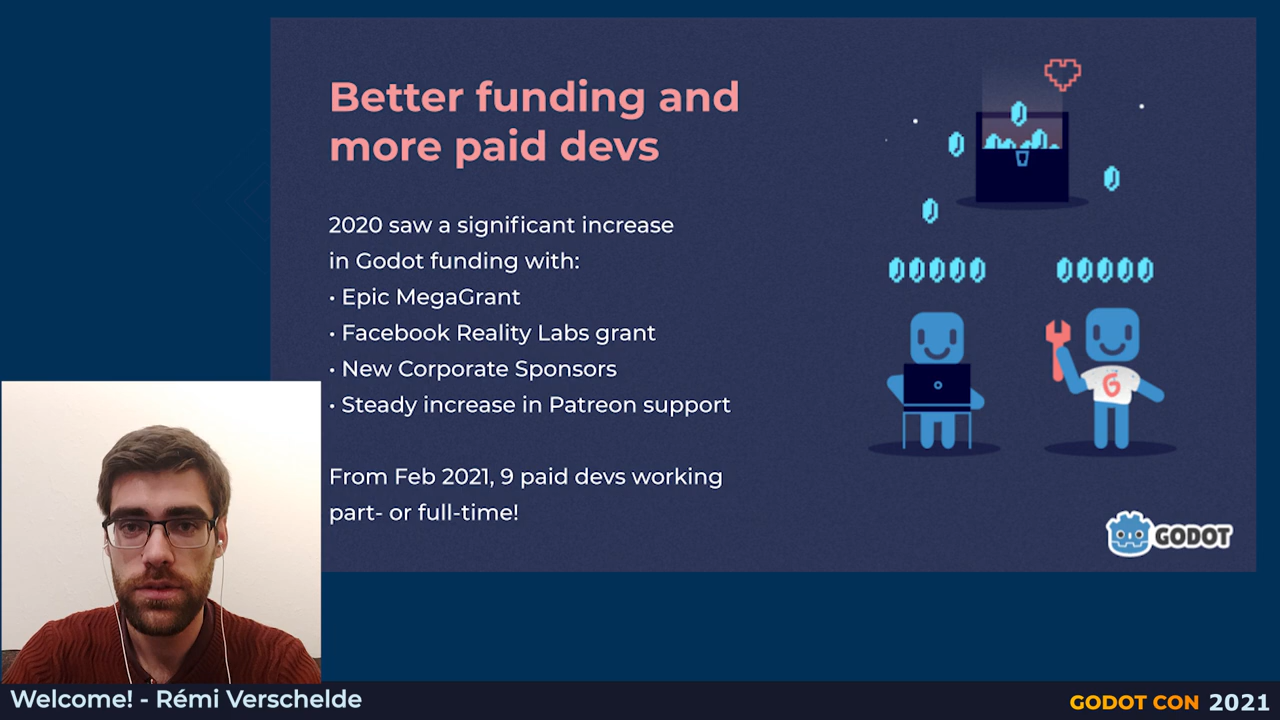 Better funding and
more paid devs
2020 saw a significant increase
in Godot funding with:
• Epic MegaGrant
• Facebook Reality Labs grant
• New Corporate Sponsors
• Steady increase in Patreon support
From Feb 2021, 9 paid devs working
part- or full-time!
G
GODOT
Welcome! - Rémi Verschelde
GODOT CON 2021